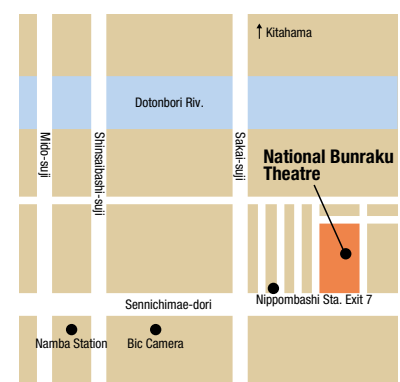 ↑ Kitahama
Dotonbori Riv.
Mido-suji
Shinsaibashi-suji
Sakai-suji
National Bunraku
Theatre
Sennichimae-dori
Nippombashi Sta. Exit 7
Namba Station
Bic Camera